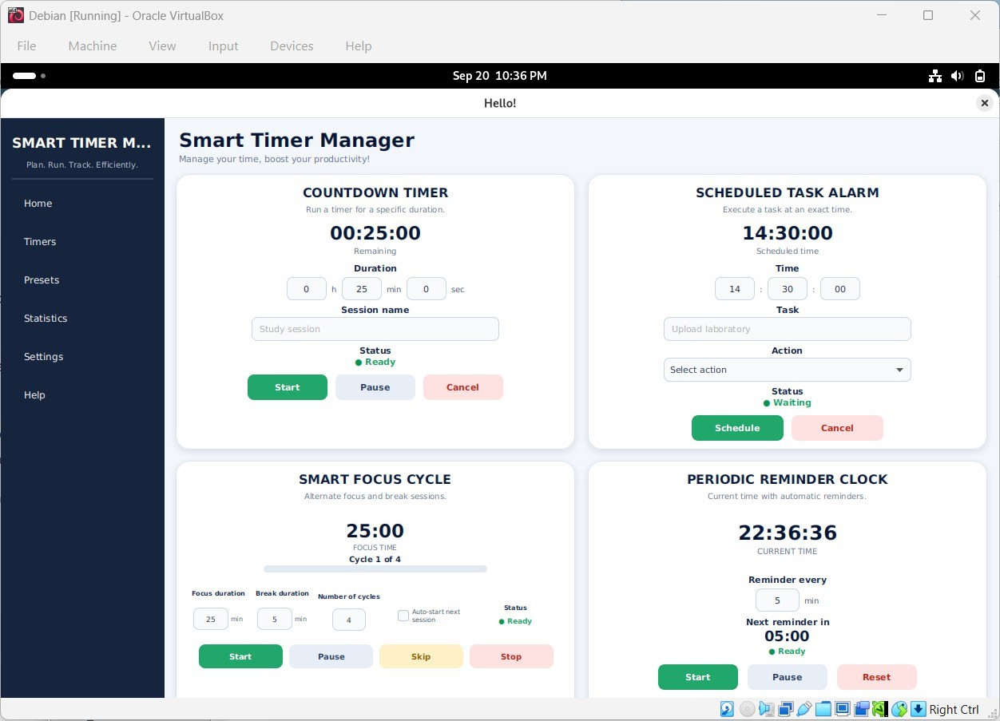 Debian [Running] - Oracle VirtualBox
File Machine View Input Devices Help
Sep 20 10:36 PM
Hello!
SMART TIMER M...
Plan. Run. Track. Efficiently.
Home
Timers
Presets
Statistics
Settings
Help
Smart Timer Manager
Manage your time, boost your productivity!
COUNTDOWN TIMER
Run a timer for a specific duration.
00:25:00
Remaining
Duration
0 h 25 min 0 sec
Session name
Study session
Status
Ready
Start Pause Cancel
SCHEDULED TASK ALARM
Execute a task at an exact time.
14:30:00
Scheduled time
Time
14 : 30 : 00
Task
Upload laboratory
Action
Select action
Status
Waiting
Schedule Cancel
SMART FOCUS CYCLE
Alternate focus and break sessions.
25:00
FOCUS TIME
Cycle 1 of 4
Focus duration Break duration Number of cycles
25 min 5 min 4
Auto-start next
session
Status
Ready
Start Pause Skip Stop
PERIODIC REMINDER CLOCK
Current time with automatic reminders.
22:36:36
CURRENT TIME
Reminder every
5 min
Next reminder in
05:00
Ready
Start Pause Reset
Right Ctrl